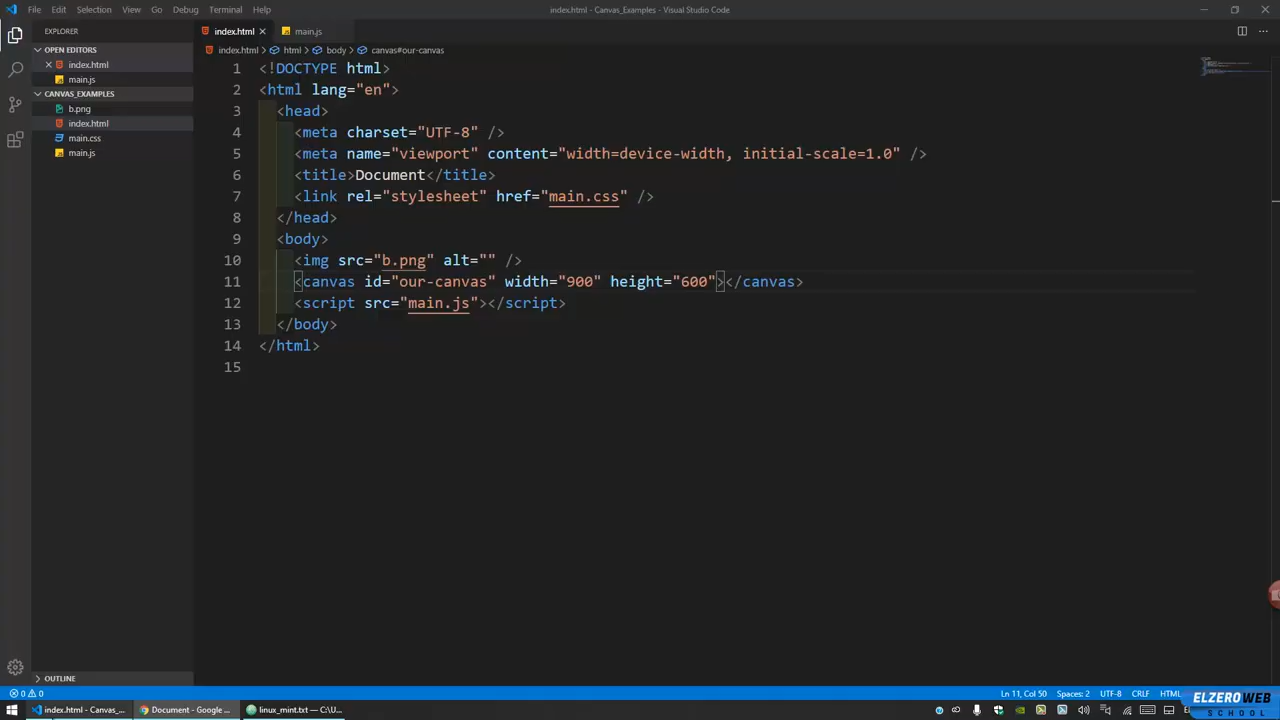 File Edit Selection View Go Debug Terminal Help
index.html - Canvas_Examples - Visual Studio Code
EXPLORER
OPEN EDITORS
index.html
main.js
CANVAS_EXAMPLES
b.png
index.html
main.css
main.js
OUTLINE
index.html main.js
index.html html body canvas#our-canvas
1 <!DOCTYPE html>
2 <html lang="en">
3 <head>
4 <meta charset="UTF-8" />
5 <meta name="viewport" content="width=device-width, initial-scale=1.0" />
6 <title>Document</title>
7 <link rel="stylesheet" href="main.css" />
8 </head>
9 <body>
10 <img src="b.png" alt="" />
11 <canvas id="our-canvas" width="900" height="600"></canvas>
12 <script src="main.js"></script>
13 </body>
14 </html>
15
0 0 Ln 11, Col 50 Spaces: 2 UTF-8 CRLF HTML
index.html - Canvas_... Document - Google ... linux_mint.txt — C:\U...
ELZEROWEB
SCHOOL